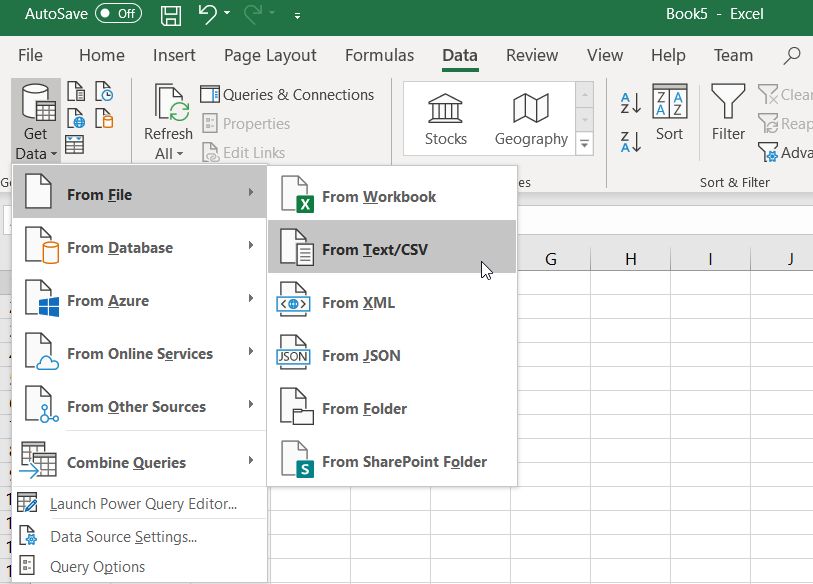 AutoSave Off Book5 - Excel
File Home Insert Page Layout Formulas Data Review View Help Team
Get Data
Refresh All
Queries & Connections
Properties
Edit Links
Stocks Geography
A Z
Z A
Z A A Z
Sort
Filter
Clear
Reap
Adva
Sort & Filter
From File
From Database
From Azure
From Online Services
From Other Sources
Combine Queries
Launch Power Query Editor...
Data Source Settings...
Query Options
From Workbook
From Text/CSV
From XML
JSON From JSON
From Folder
From SharePoint Folder
G H I J